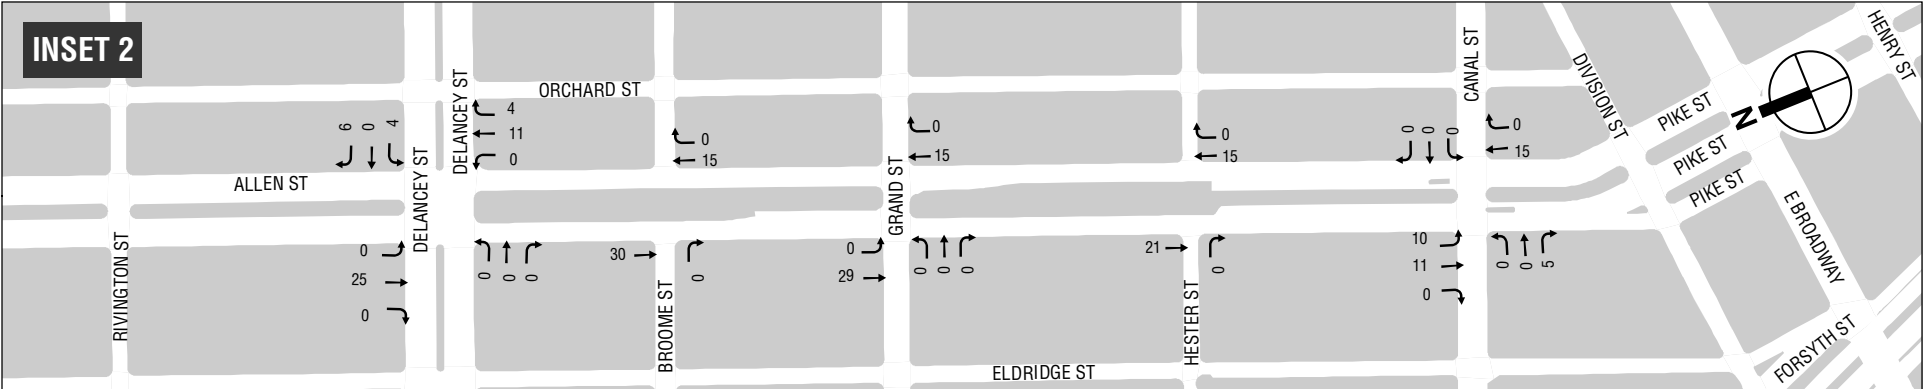 INSET 2
HENRY ST
CANAL ST
DIVISION ST
DELANCEY ST
ORCHARD ST
4
11
0
6
0
4
0
15
0
15
0
15
0
0
0
0
15
PIKE ST
PIKE ST
PIKE ST
N
ALLEN ST
DELANCEY ST
GRAND ST
E BROADWAY
RIVINGTON ST
0
25
0
0
0
0
30
0
0
29
0
0
0
21
0
10
11
0
0
0
5
BROOME ST
HESTER ST
ELDRIDGE ST
FORSYTH ST